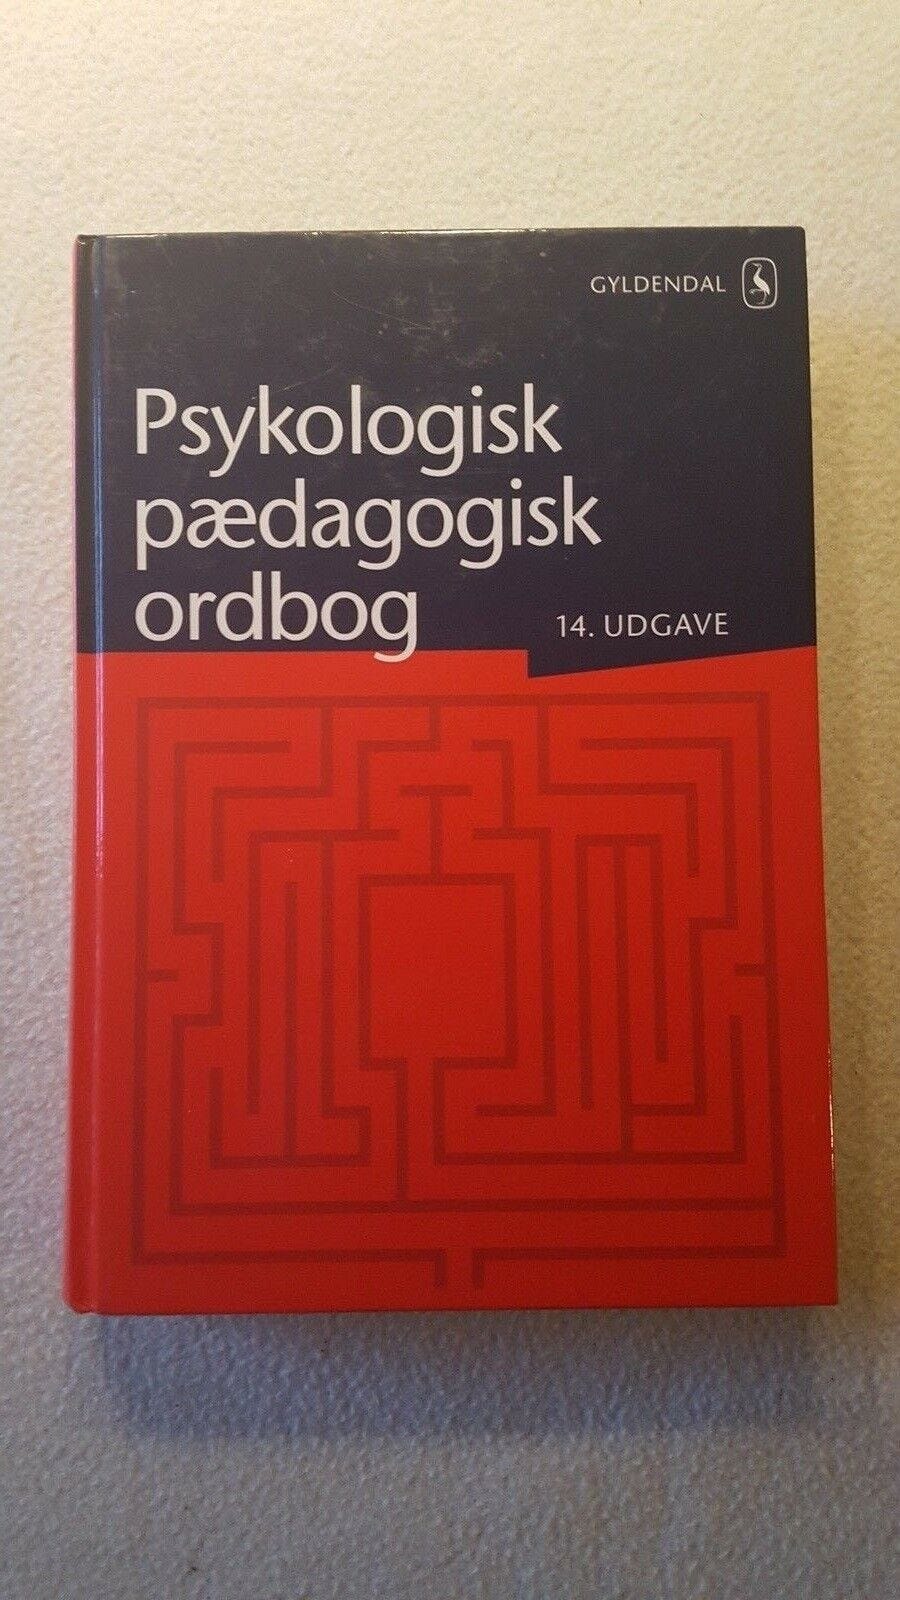 GYLDENDAL
Psykologisk
pædagogisk
ordbog
14. UDGAVE